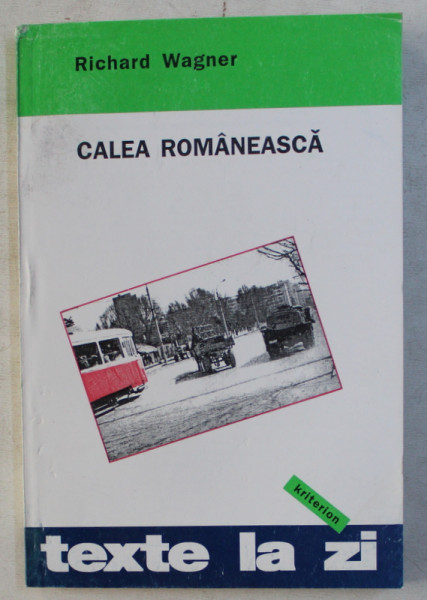 Richard Wagner
CALEA ROMÂNEASCĂ
kriterion
texte la zi